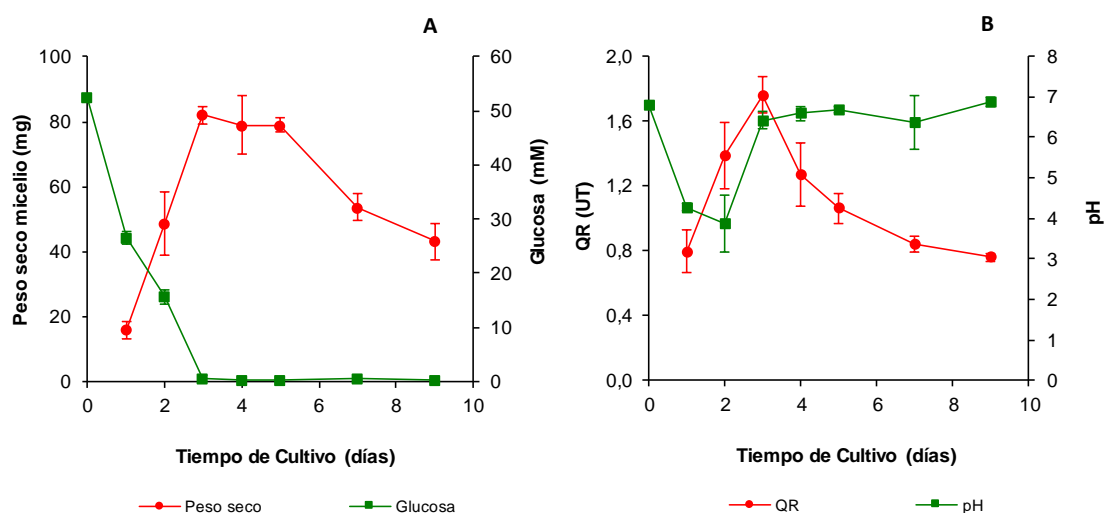 A
Peso seco micelio (mg)
100
80
60
40
20
0
Glucosa (mM)
60
50
40
30
20
10
0
0 2 4 6 8 10
Tiempo de Cultivo (días)
Peso seco Glucosa
B
QR (UT)
2,0
1,6
1,2
0,8
0,4
0,0
pH
8
7
6
5
4
3
2
1
0
0 2 4 6 8 10
Tiempo de Cultivo (días)
QR pH